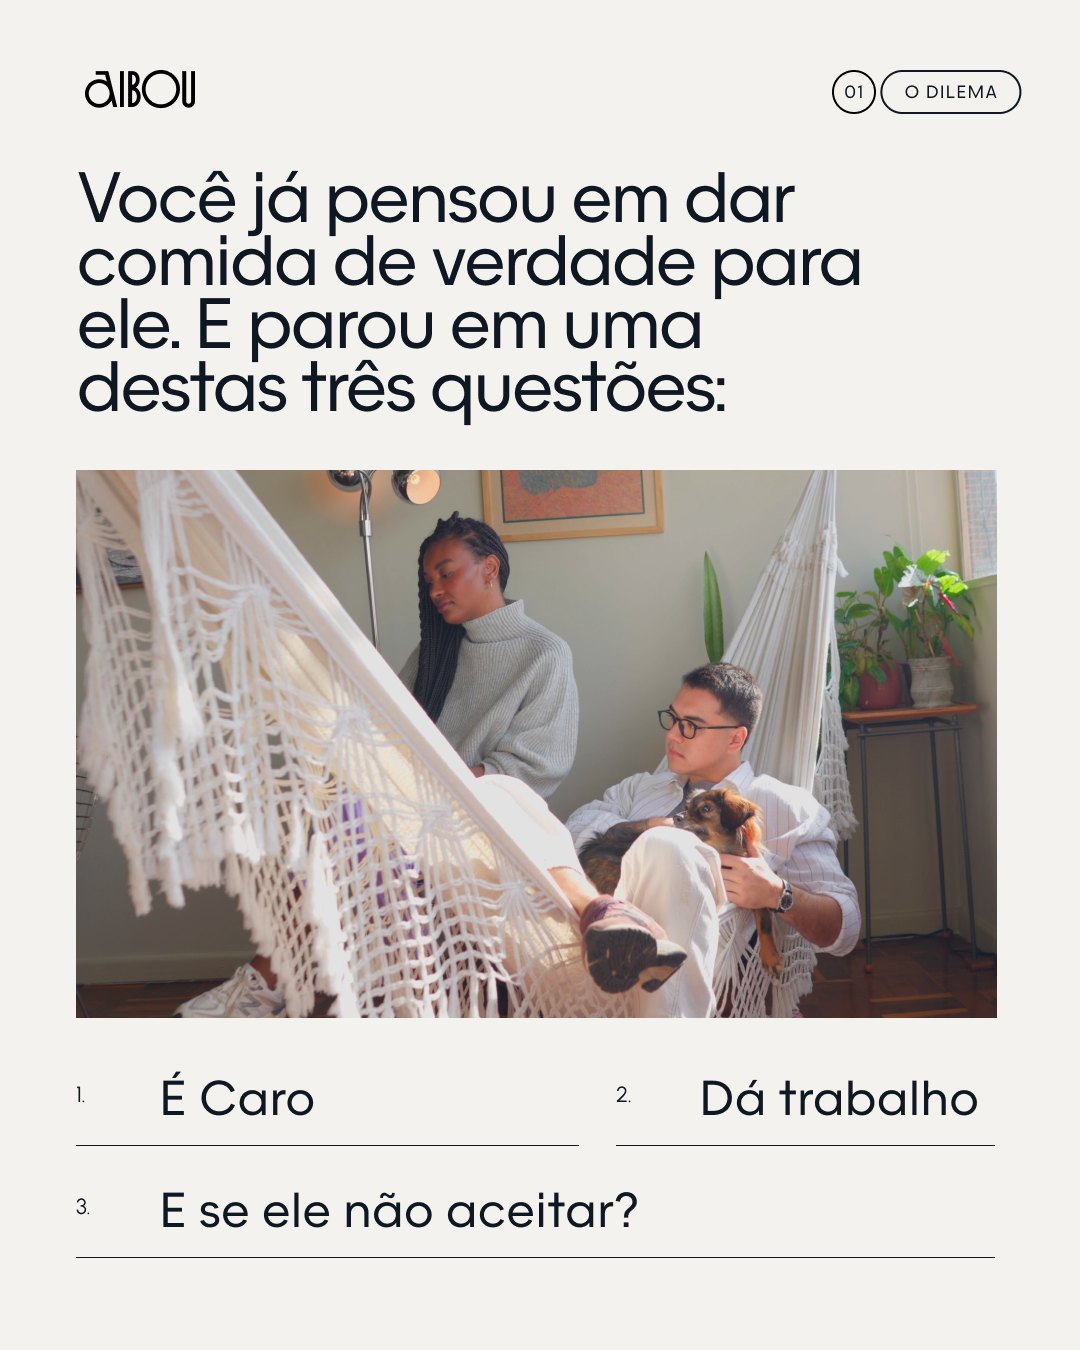 AIBOU
01 O DILEMA
Você já pensou em dar
comida de verdade para
ele. E parou em uma
destas três questões:
1. É Caro
2. Dá trabalho
3. E se ele não aceitar?